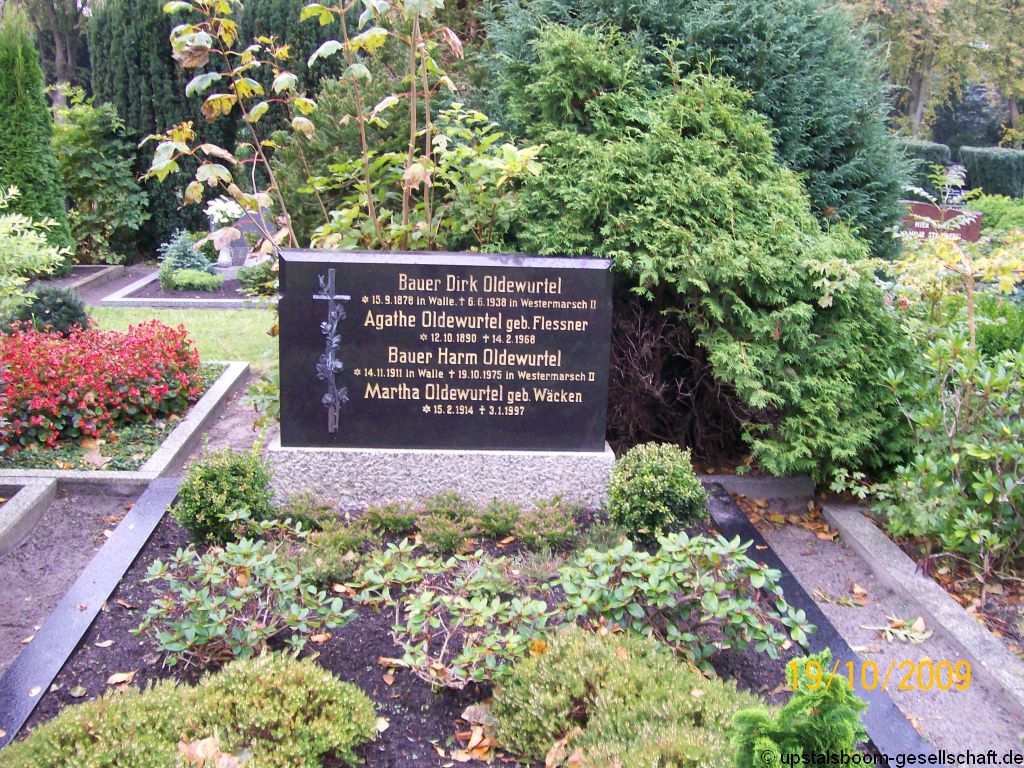 Bauer Dirk Oldewurtel
✲ 15.9.1878 in Walle. ✝ 6.6.1938 in Westermarsch II
Agathe Oldewurtel geb. Flessner
✲ 12.10.1890 ✝ 14.2.1968
Bauer Harm Oldewurtel
✲ 14.11.1911 in Walle ✝ 19.10.1975 in Westermarsch II
Martha Oldewurtel geb. Wäcken
✲ 15.2.1914 ✝ 3.1.1997
HIER
19/10/2009
© upstalsboom-gesellschaft.de